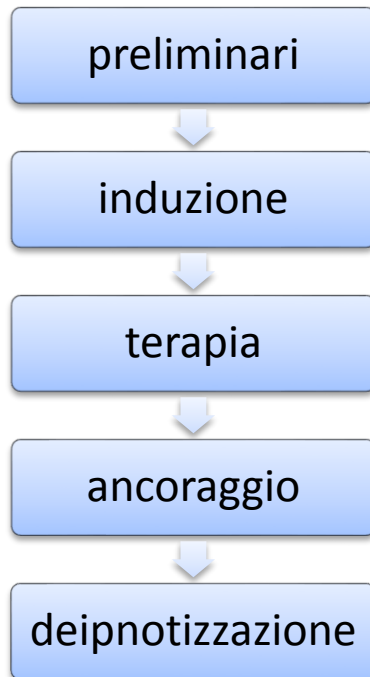 preliminari
induzione
terapia
ancoraggio
deipnotizzazione